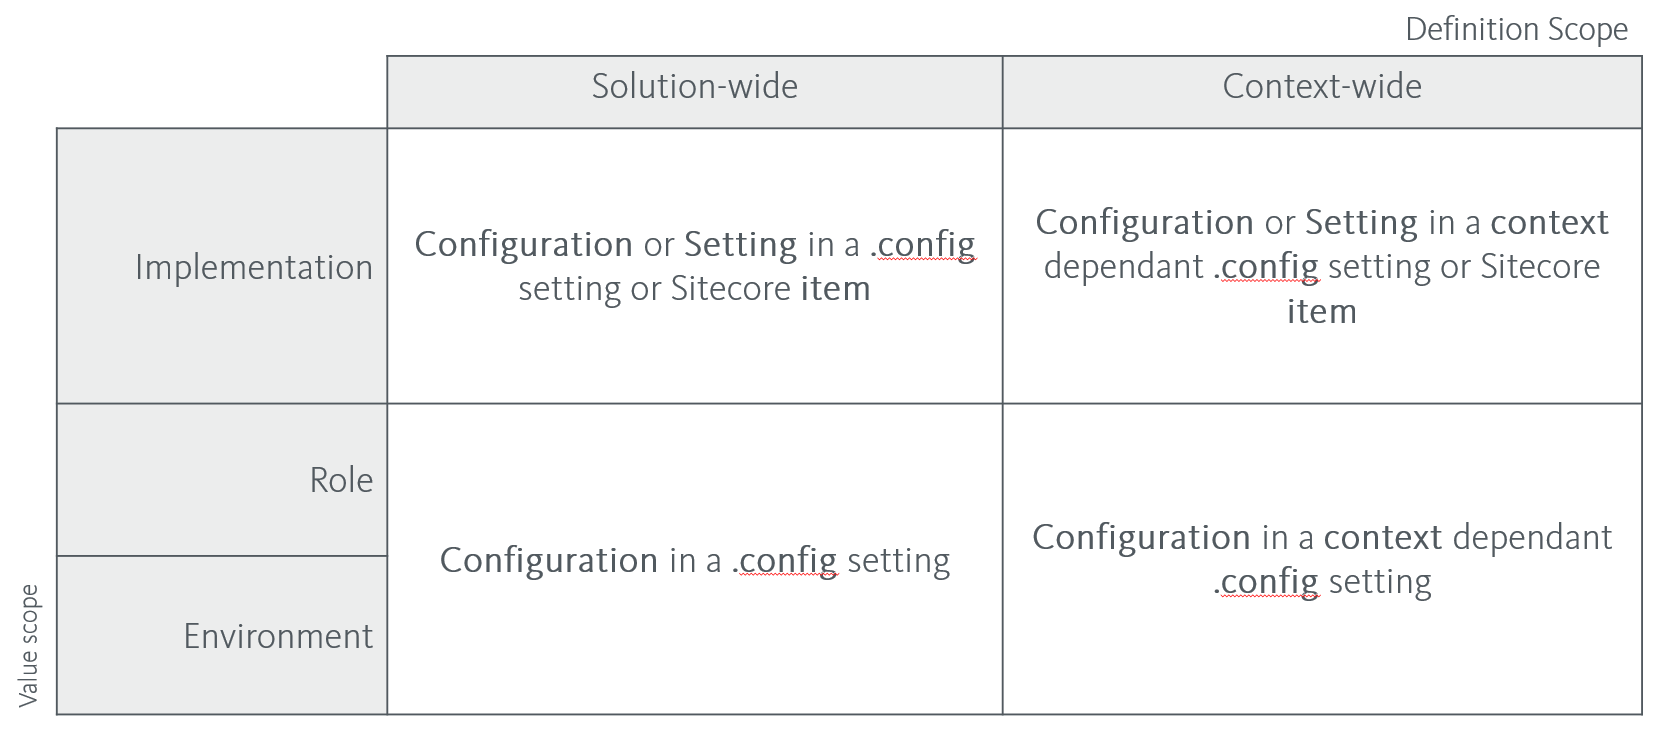 Definition Scope
Solution-wide
Context-wide
Implementation
Configuration or Setting in a .config
setting or Sitecore item
Configuration or Setting in a context
dependant .config setting or Sitecore
item
Role
Environment
Configuration in a .config setting
Configuration in a context dependant
.config setting
Value scope